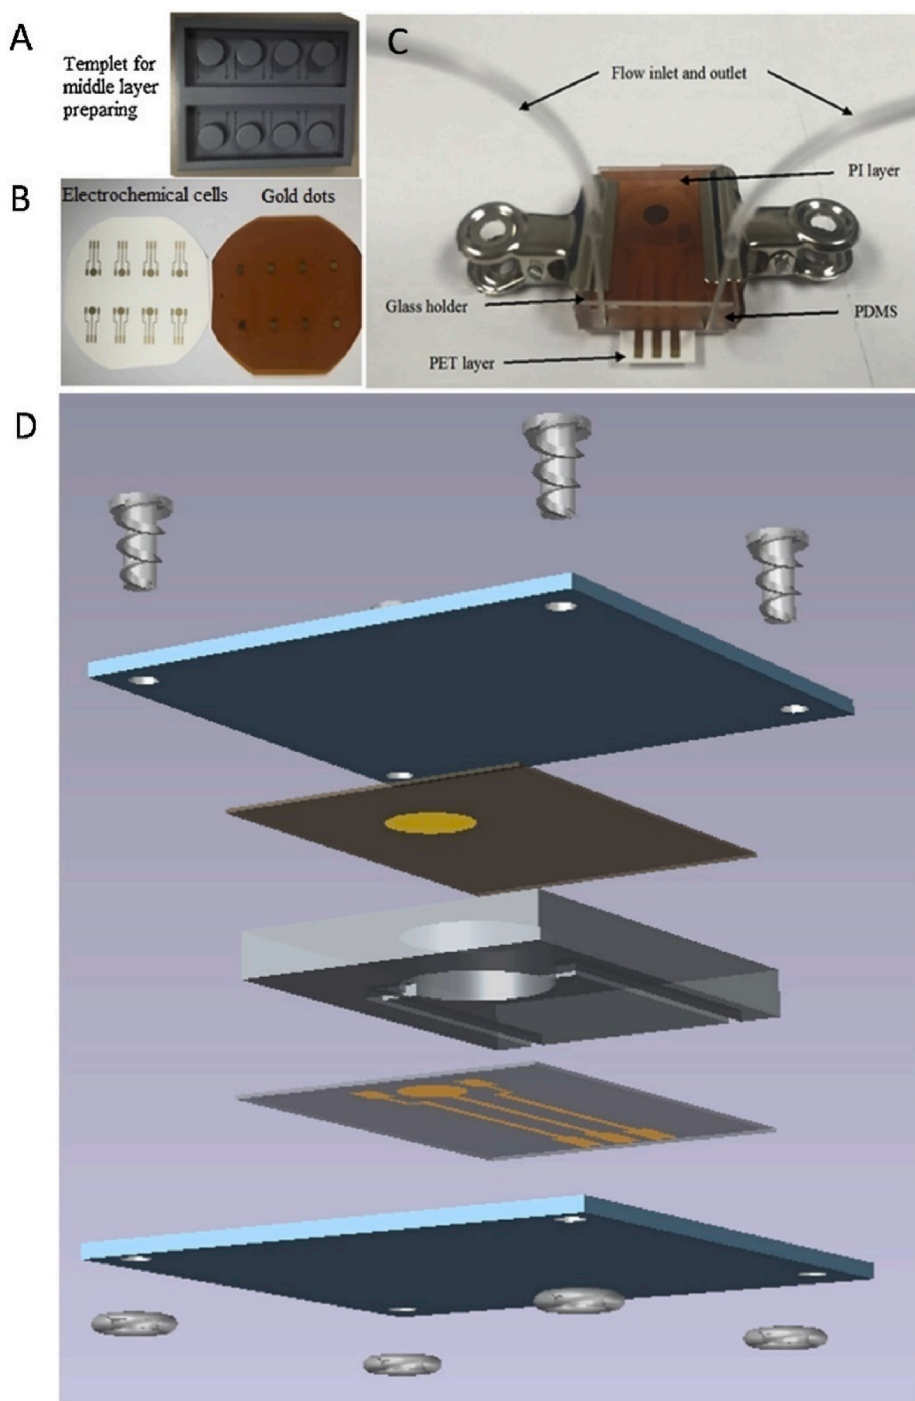 A
Templet for
middle layer
preparing
B
Electrochemical cells
Gold dots
C
Flow inlet and outlet
PI layer
Glass holder
PDMS
PET layer
D